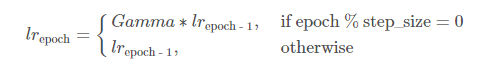 lr_epoch = { Gamma * lr_epoch - 1, if epoch % step_size = 0
lr_epoch - 1, otherwise